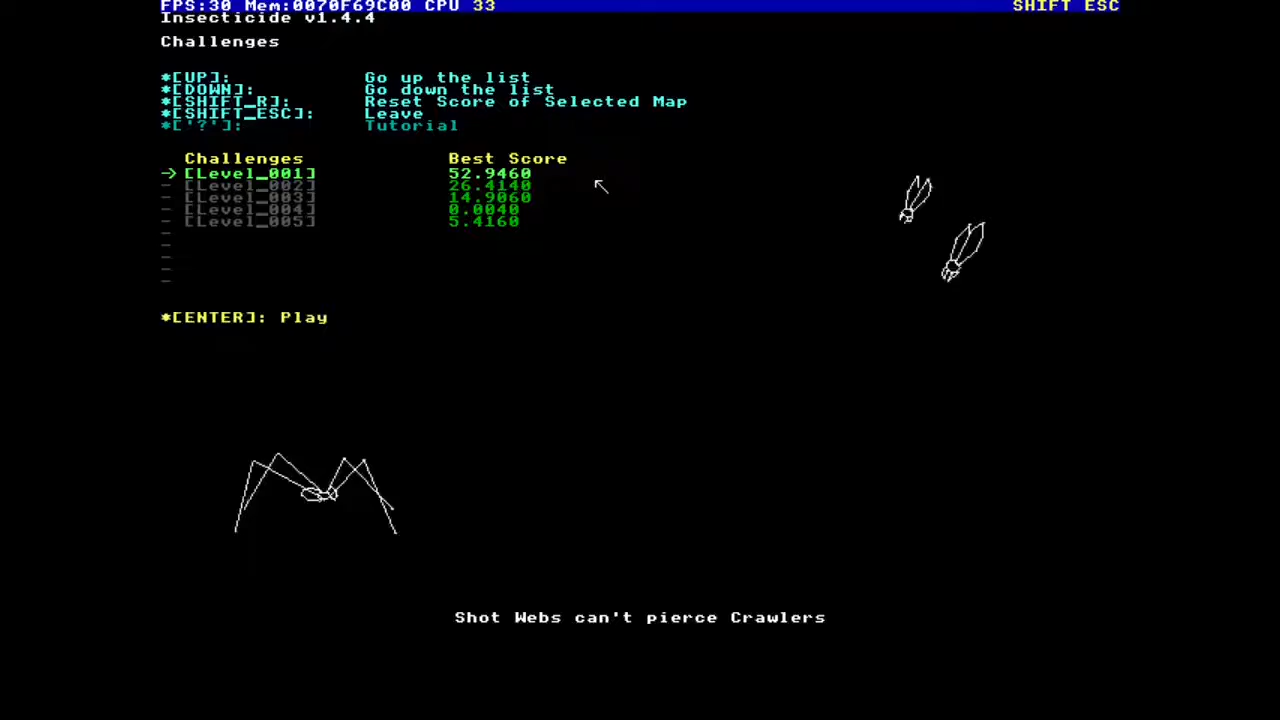 FPS:30 Mem:0070F69C00 CPU 33 SHIFT ESC
Insecticide v1.4.4
Challenges
*[UP]: Go up the list
*[DOWN]: Go down the list
*[SHIFT_R]: Reset Score of Selected Map
*[SHIFT_ESC]: Leave
*['?']: Tutorial
Challenges Best Score
-> [Level_001] 52.9460
- [Level_002] 26.4140
- [Level_003] 14.9060
- [Level_004] 0.0040
- [Level_005] 5.4160
-
-
-
-
-
*[ENTER]: Play
Shot Webs can't pierce Crawlers